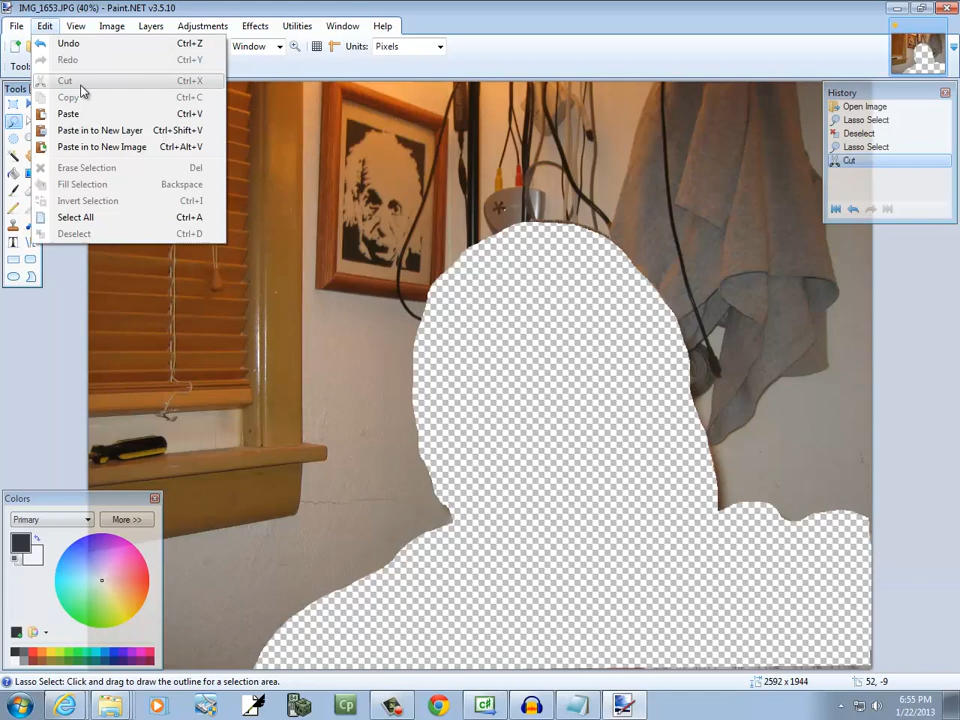 IMG_1653.JPG (40%) - Paint.NET v3.5.10
File Edit View Image Layers Adjustments Effects Utilities Window Help
Window Units: Pixels
Tool:
Undo Ctrl+Z
Redo Ctrl+Y
Cut Ctrl+X
Copy Ctrl+C
Paste Ctrl+V
Paste in to New Layer Ctrl+Shift+V
Paste in to New Image Ctrl+Alt+V
Erase Selection Del
Fill Selection Backspace
Invert Selection Ctrl+I
Select All Ctrl+A
Deselect Ctrl+D
Tools
History
Open Image
Lasso Select
Deselect
Lasso Select
Cut
Colors
Primary More >>
Lasso Select: Click and drag to draw the outline for a selection area. 2592 x 1944 52, -9
Cp C#
6:55 PM
1/22/2013